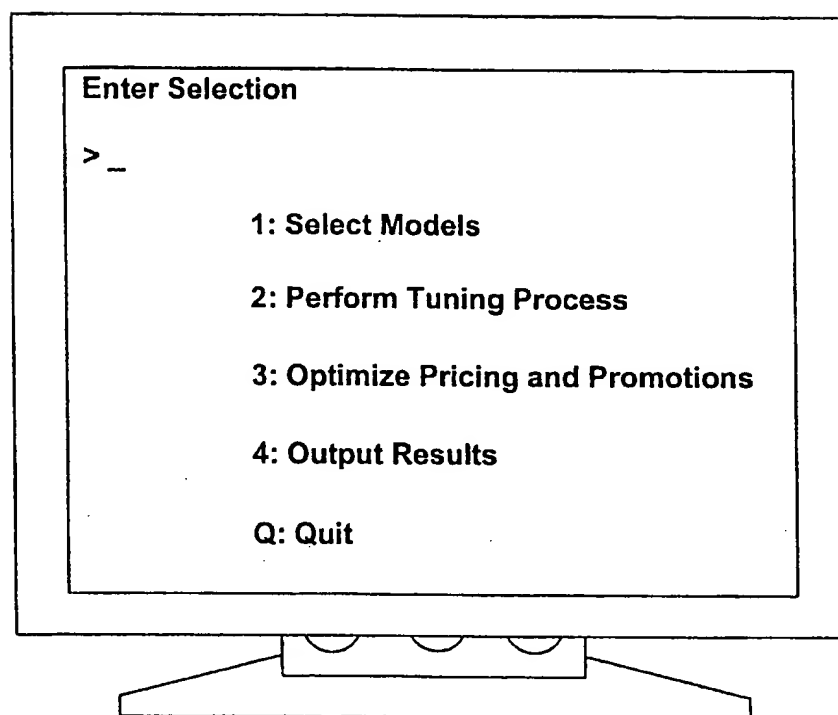 Enter Selection
> _
1: Select Models
2: Perform Tuning Process
3: Optimize Pricing and Promotions
4: Output Results
Q: Quit